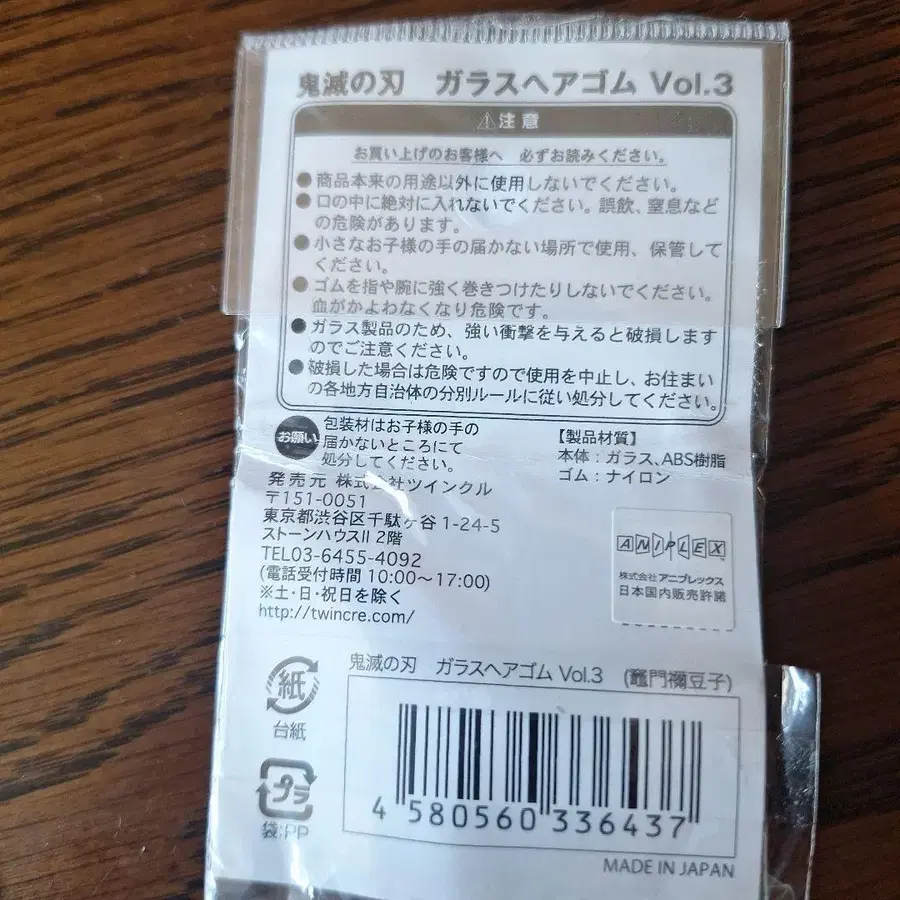 鬼滅の刃 ガラスヘアゴム Vol.3
⚠注意
お買い上げのお客様へ 必ずお読みください。
●商品本来の用途以外に使用しないでください。
●口の中に絶対に入れないでください。誤飲、窒息など
の危険があります。
●小さなお子様の手の届かない場所で使用、保管して
ください。
●ゴムを指や腕に強く巻きつけたりしないでください。
血がかよわなくなり危険です。
●ガラス製品のため、強い衝撃を与えると破損します
のでご注意ください。
●破損した場合は危険ですので使用を中止し、お住まい
の各地方自治体の分別ルールに従い処分してください。
お願い
包装材はお子様の手の
届かないところにて
処分してください。
【製品材質】
本体:ガラス、ABS樹脂
ゴム:ナイロン
発売元 株式会社ツインクル
〒151-0051
東京都渋谷区千駄ヶ谷 1-24-5
ストーンハウスII 2階
TEL03-6455-4092
(電話受付時間 10:00〜17:00)
※土・日・祝日を除く
http://twincre.com/
ANIPLEX
株式会社 アニプレックス
日本国内販売許諾
紙
台紙
プラ
袋:PP
鬼滅の刃 ガラスヘアゴム Vol.3 (竈門禰豆子)
4 580560 336437
MADE IN JAPAN